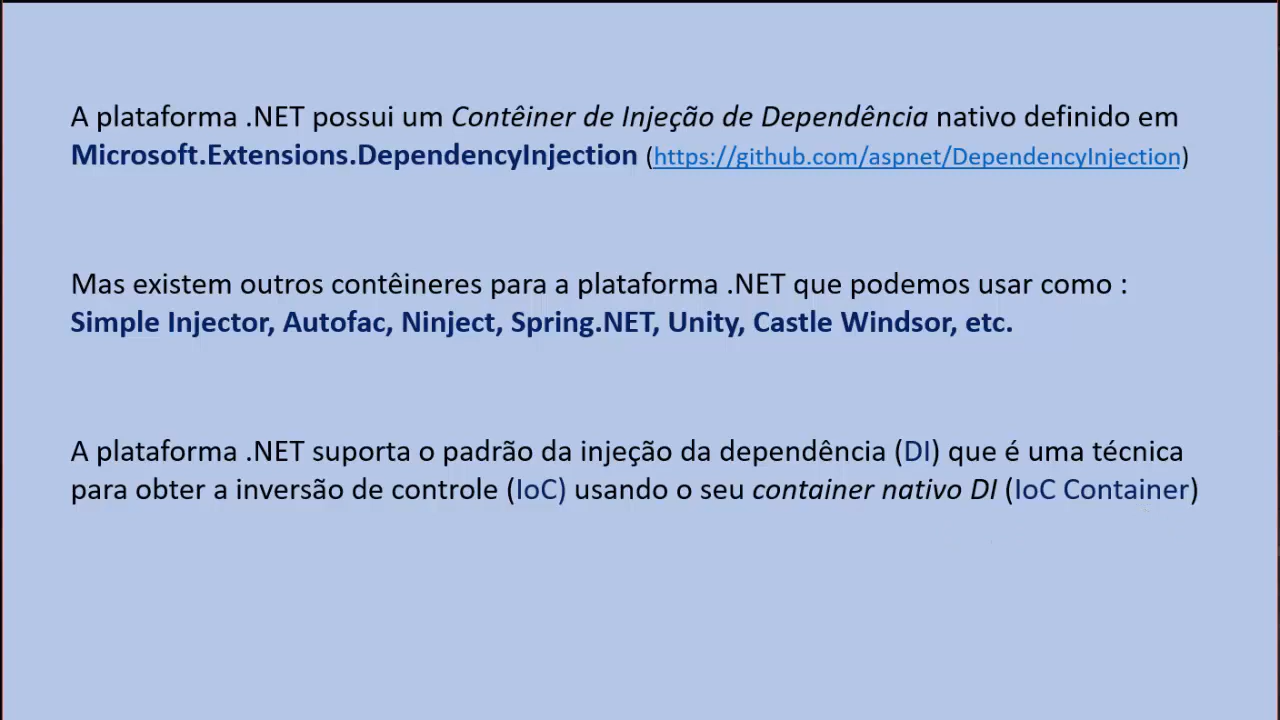 A plataforma .NET possui um Contêiner de Injeção de Dependência nativo definido em
Microsoft.Extensions.DependencyInjection (https://github.com/aspnet/DependencyInjection)
Mas existem outros contêineres para a plataforma .NET que podemos usar como :
Simple Injector, Autofac, Ninject, Spring.NET, Unity, Castle Windsor, etc.
A plataforma .NET suporta o padrão da injeção da dependência (DI) que é uma técnica
para obter a inversão de controle (IoC) usando o seu container nativo DI (IoC Container)